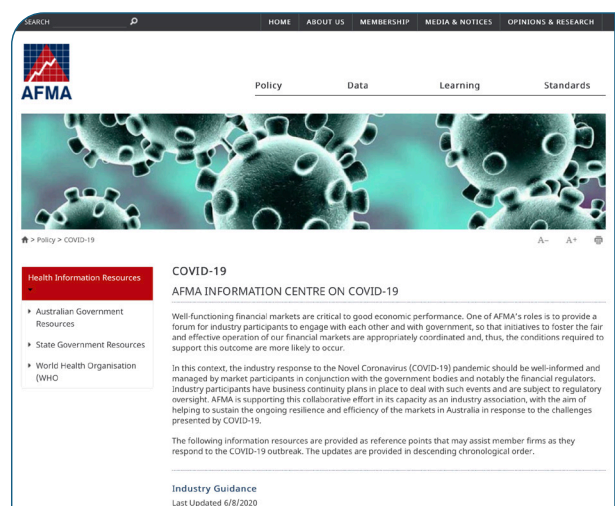 SEARCH
HOME ABOUT US MEMBERSHIP MEDIA & NOTICES OPINIONS & RESEARCH
AFMA
Policy Data Learning Standards
> Policy > COVID-19
A- A+
Health Information Resources
Australian Government
Resources
State Government Resources
World Health Organisation
(WHO
COVID-19
AFMA INFORMATION CENTRE ON COVID-19
Well-functioning financial markets are critical to good economic performance. One of AFMA's roles is to provide a
forum for industry participants to engage with each other and with government, so that initiatives to foster the fair
and effective operation of our financial markets are appropriately coordinated and, thus, the conditions required to
support this outcome are more likely to occur.
In this context, the industry response to the Novel Coronavirus (COVID-19) pandemic should be well-informed and
managed by market participants in conjunction with the government bodies and notably the financial regulators.
Industry participants have business continuity plans in place to deal with such events and are subject to regulatory
oversight. AFMA is supporting this collaborative effort in its capacity as an industry association, with the aim of
helping to sustain the ongoing resilience and efficiency of the markets in Australia in response to the challenges
presented by COVID-19.
The following information resources are provided as reference points that may assist member firms as they
respond to the COVID-19 outbreak. The updates are provided in descending chronological order.
Industry Guidance
Last Updated 6/8/2020